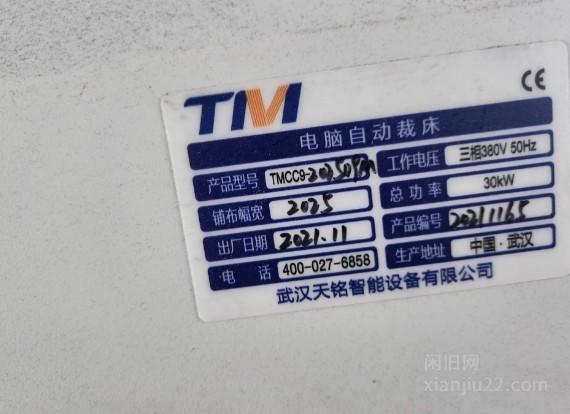 TM
CE
电脑自动裁床
产品型号 TMCC9-
工作电压 三相380V 50Hz
铺布幅宽 2025
总功率 30kW
出厂日期 2021.11
产品编号 20211165
电话 400-027-6858
生产地址 中国·武汉
武汉天铭智能设备有限公司
闲旧网
xianjiu22.com